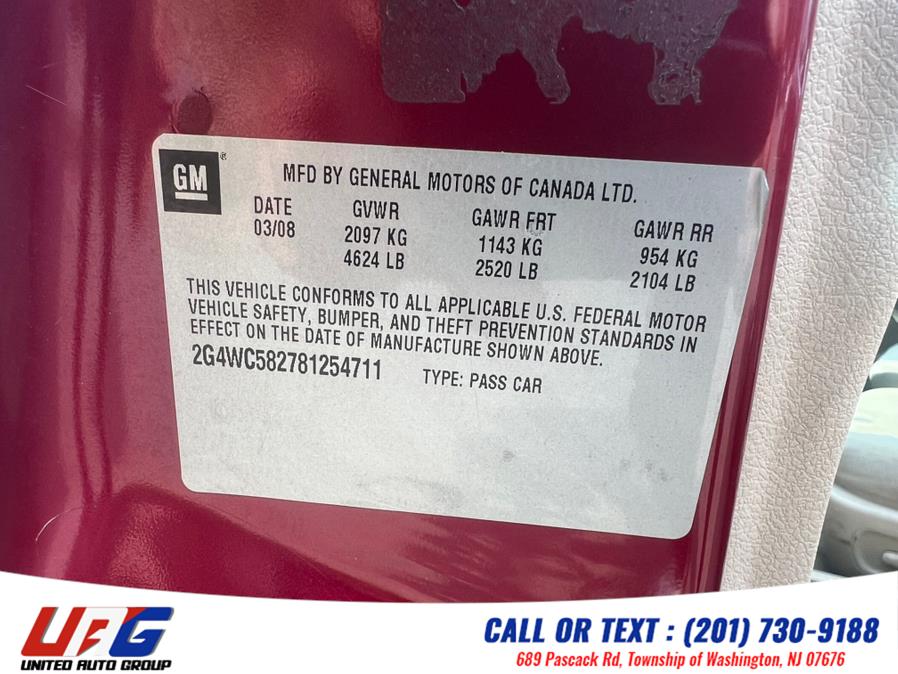 GM ®
MFD BY GENERAL MOTORS OF CANADA LTD.
DATE GVWR GAWR FRT GAWR RR
03/08 2097 KG 1143 KG 954 KG
4624 LB 2520 LB 2104 LB
THIS VEHICLE CONFORMS TO ALL APPLICABLE U.S. FEDERAL MOTOR
VEHICLE SAFETY, BUMPER, AND THEFT PREVENTION STANDARDS IN
EFFECT ON THE DATE OF MANUFACTURE SHOWN ABOVE.
2G4WC582781254711 TYPE: PASS CAR
UAG
UNITED AUTO GROUP
CALL OR TEXT : (201) 730-9188
689 Pascack Rd, Township of Washington, NJ 07676